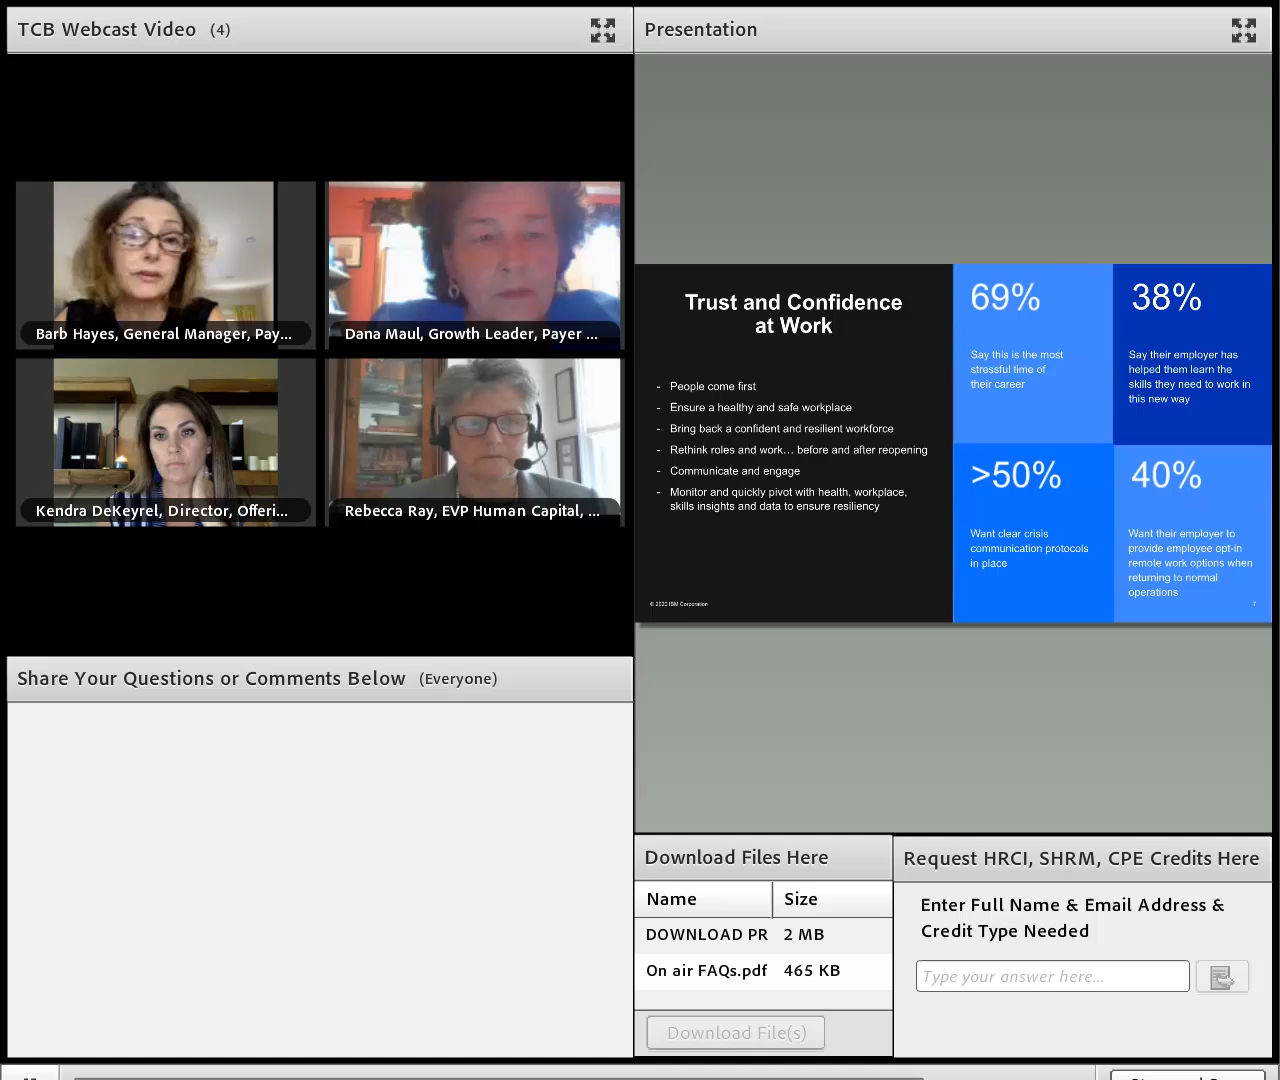 TCB Webcast Video (4)
Barb Hayes, General Manager, Pay...
Dana Maul, Growth Leader, Payer ...
Kendra DeKeyrel, Director, Offeri...
Rebecca Ray, EVP Human Capital, ...
Share Your Questions or Comments Below (Everyone)
Presentation
Trust and Confidence
at Work
- People come first
- Ensure a healthy and safe workplace
- Bring back a confident and resilient workforce
- Rethink roles and work… before and after reopening
- Communicate and engage
- Monitor and quickly pivot with health, workplace,
skills insights and data to ensure resiliency
© 2020 IBM Corporation
69%
Say this is the most
stressful time of
their career
38%
Say their employer has
helped them learn the
skills they need to work in
this new way
>50%
Want clear crisis
communication protocols
in place
40%
Want their employer to
provide employee opt-in
remote work options when
returning to normal
operations
7
Download Files Here
Name Size
DOWNLOAD PR 2 MB
On air FAQs.pdf 465 KB
Download File(s)
Request HRCI, SHRM, CPE Credits Here
Enter Full Name & Email Address &
Credit Type Needed
Type your answer here...